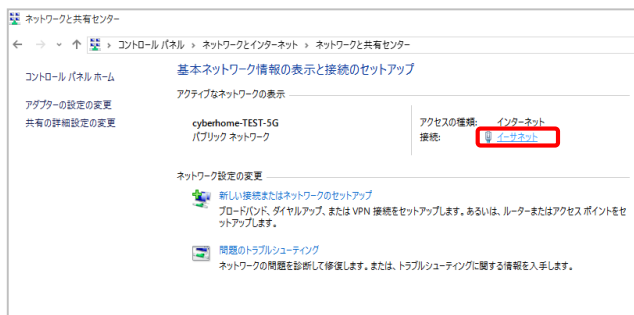 ネットワークと共有センター
コントロール パネル › ネットワークとインターネット › ネットワークと共有センター
コントロール パネル ホーム
アダプターの設定の変更
共有の詳細設定の変更
基本ネットワーク情報の表示と接続のセットアップ
アクティブなネットワークの表示
cyberhome-TEST-5G
パブリック ネットワーク
アクセスの種類: インターネット
接続: イーサネット
ネットワーク設定の変更
新しい接続またはネットワークのセットアップ
ブロードバンド、ダイヤルアップ、または VPN 接続をセットアップします。あるいは、ルーターまたはアクセス ポイントをセ
ットアップします。
問題のトラブルシューティング
ネットワークの問題を診断して修復します。または、トラブルシューティングに関する情報を入手します。